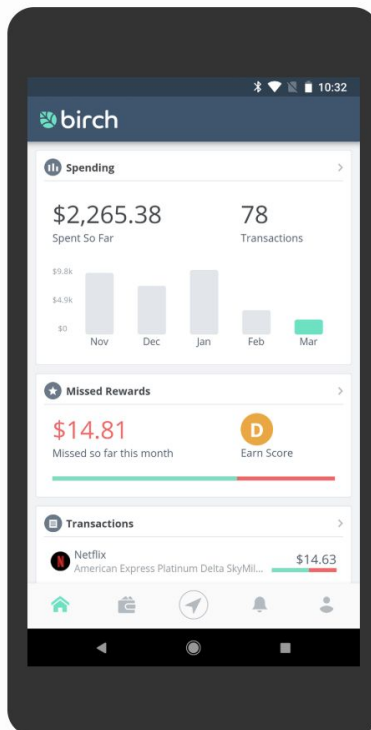 10:32
birch
Spending
$2,265.38
78
Spent So Far
Transactions
$9.8k
$4.9k
$0
Nov Dec Jan Feb Mar
Missed Rewards
$14.81
D
Missed so far this month
Earn Score
Transactions
N
Netflix
$14.63
American Express Platinum Delta SkyMil...